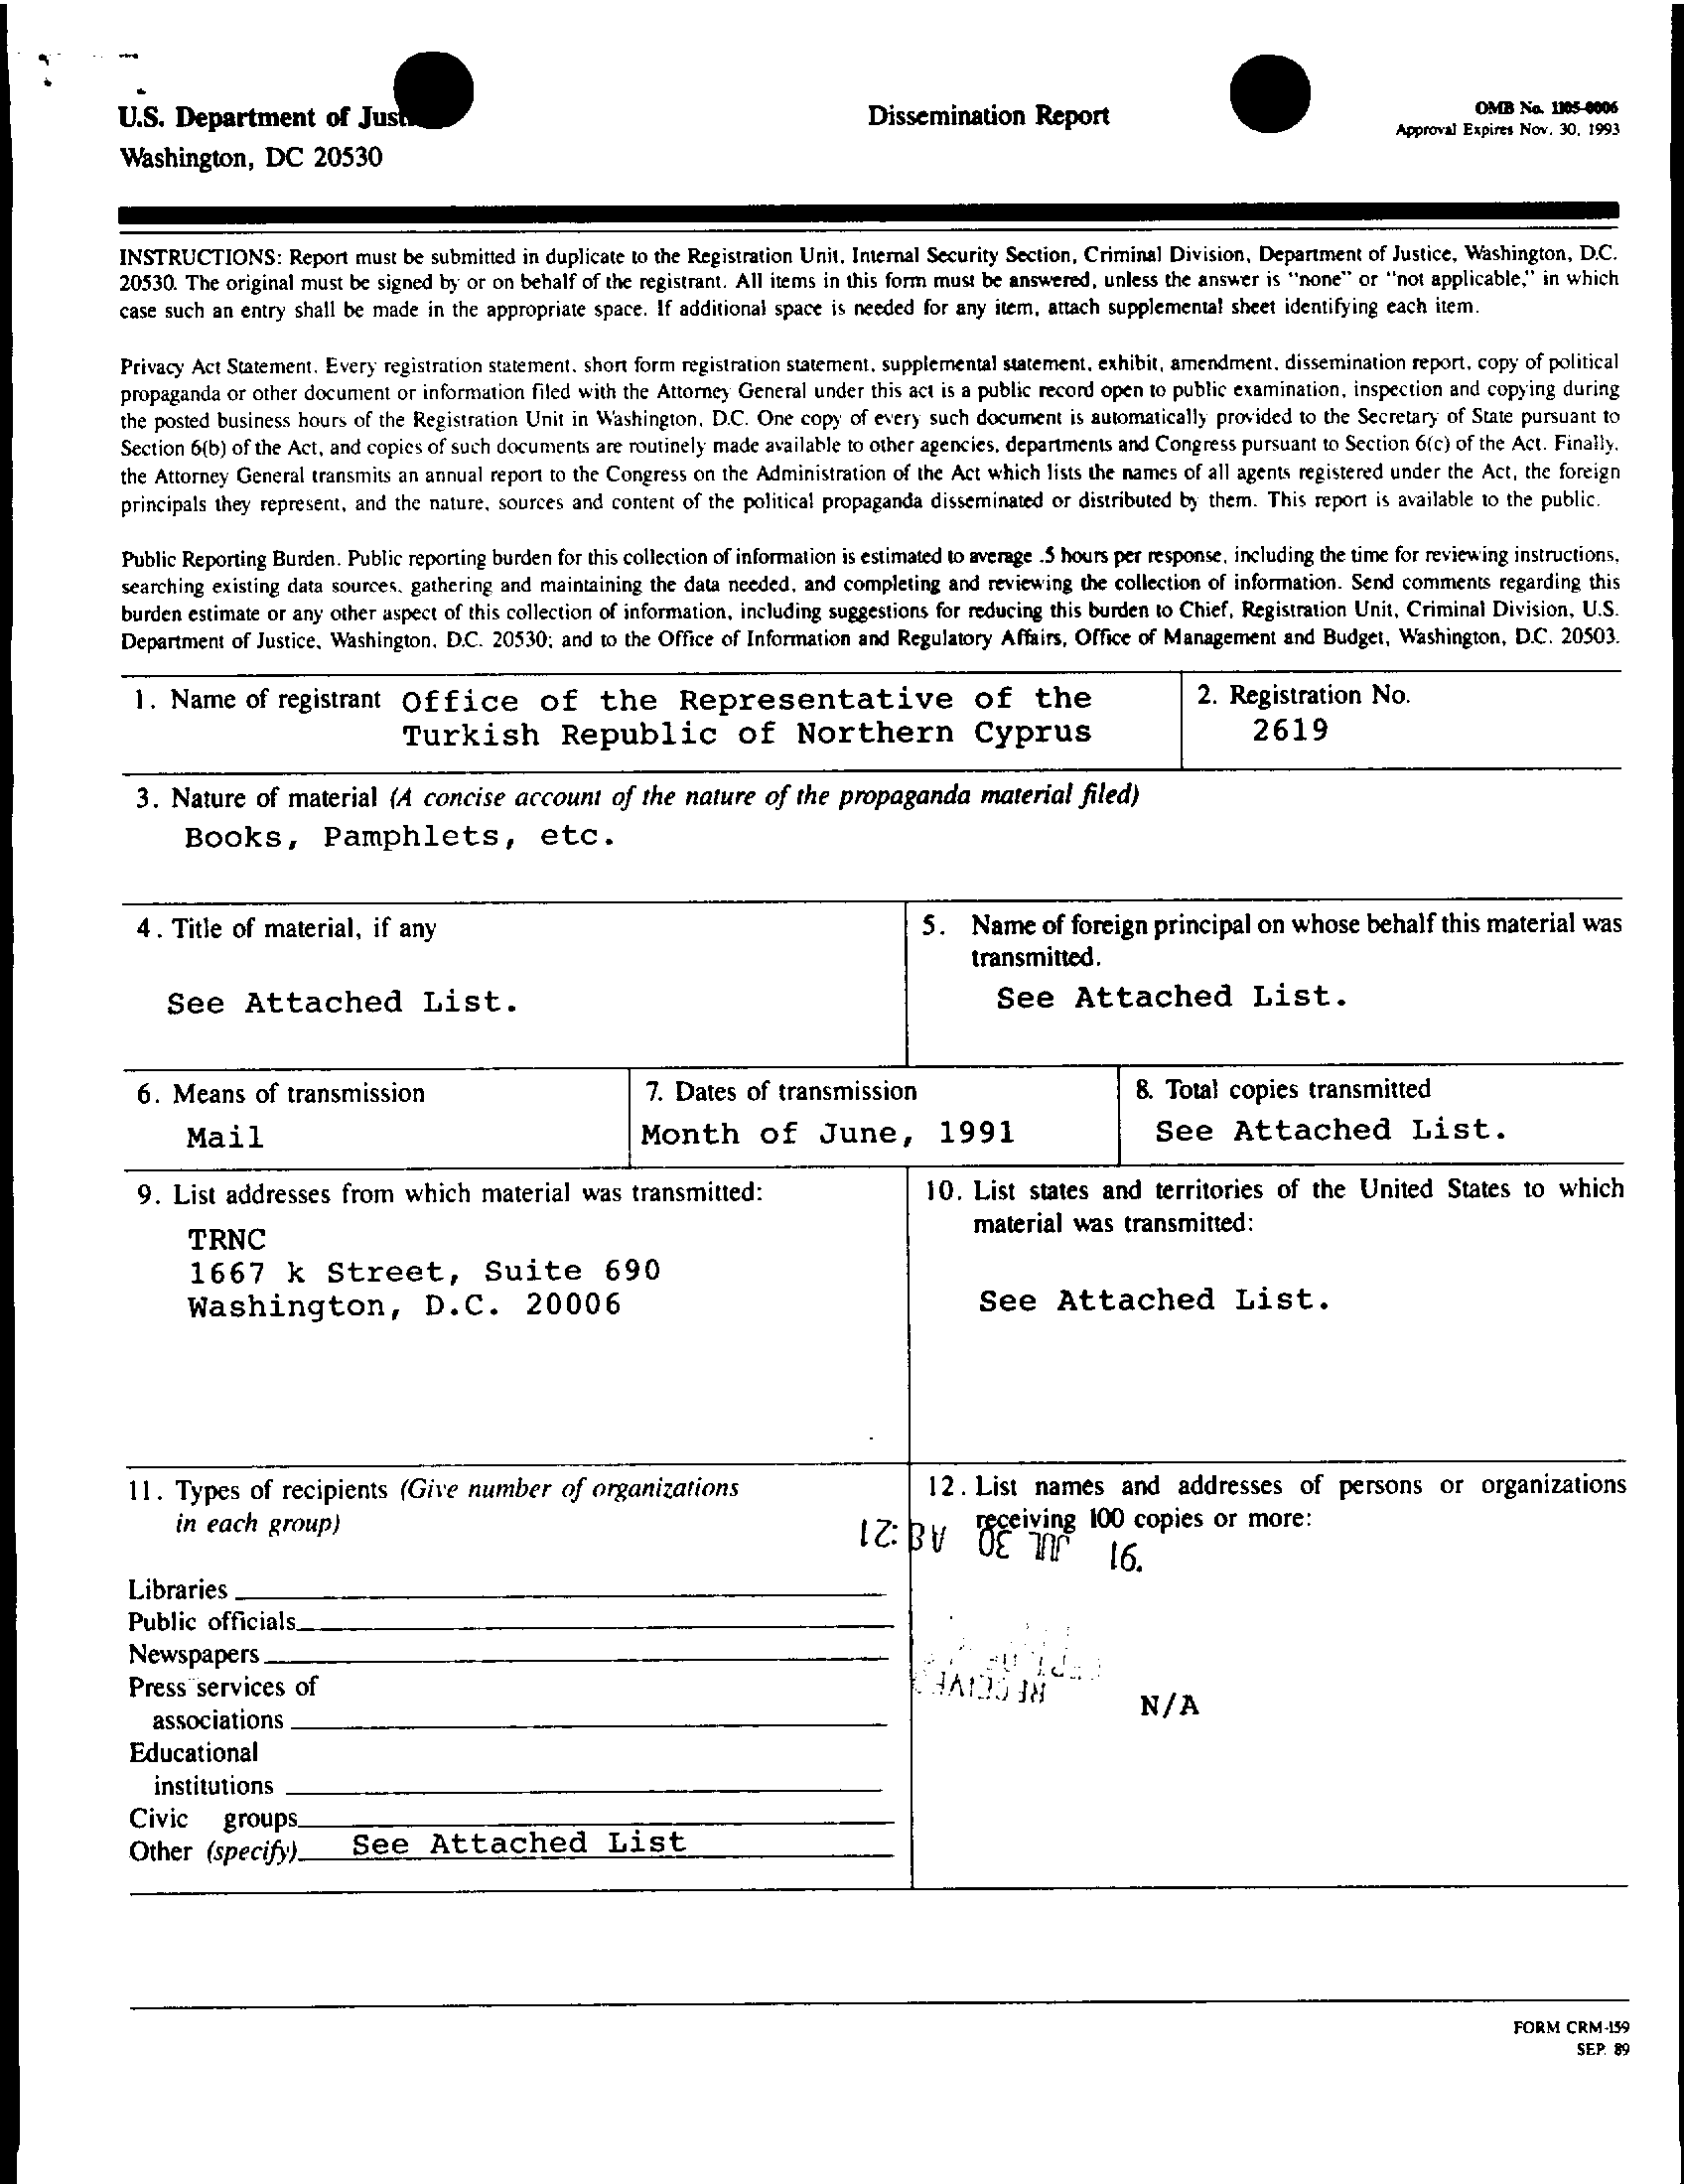 U.S. Department of Jus
Washington, DC 20530
Dissemination Report
OMB No. 1105-0006
Approval Expires Nov. 30, 1993
INSTRUCTIONS: Report must be submitted in duplicate to the Registration Unit, Internal Security Section, Criminal Division, Department of Justice, Washington, D.C.
20530. The original must be signed by or on behalf of the registrant. All items in this form must be answered, unless the answer is "none" or "not applicable," in which
case such an entry shall be made in the appropriate space. If additional space is needed for any item, attach supplemental sheet identifying each item.
Privacy Act Statement. Every registration statement, short form registration statement, supplemental statement, exhibit, amendment, dissemination report, copy of political
propaganda or other document or information filed with the Attorney General under this act is a public record open to public examination, inspection and copying during
the posted business hours of the Registration Unit in Washington, D.C. One copy of every such document is automatically provided to the Secretary of State pursuant to
Section 6(b) of the Act, and copies of such documents are routinely made available to other agencies, departments and Congress pursuant to Section 6(c) of the Act. Finally,
the Attorney General transmits an annual report to the Congress on the Administration of the Act which lists the names of all agents registered under the Act, the foreign
principals they represent, and the nature, sources and content of the political propaganda disseminated or distributed by them. This report is available to the public.
Public Reporting Burden. Public reporting burden for this collection of information is estimated to average .5 hours per response, including the time for reviewing instructions,
searching existing data sources, gathering and maintaining the data needed, and completing and reviewing the collection of information. Send comments regarding this
burden estimate or any other aspect of this collection of information, including suggestions for reducing this burden to Chief, Registration Unit, Criminal Division, U.S.
Department of Justice, Washington, D.C. 20530; and to the Office of Information and Regulatory Affairs, Office of Management and Budget, Washington, D.C. 20503.
1. Name of registrant Office of the Representative of the
Turkish Republic of Northern Cyprus
2. Registration No.
2619
3. Nature of material (A concise account of the nature of the propaganda material filed)
Books, Pamphlets, etc.
4. Title of material, if any
See Attached List.
5. Name of foreign principal on whose behalf this material was
transmitted.
See Attached List.
6. Means of transmission
Mail
7. Dates of transmission
Month of June, 1991
8. Total copies transmitted
See Attached List.
9. List addresses from which material was transmitted:
TRNC
1667 k Street, Suite 690
Washington, D.C. 20006
10. List states and territories of the United States to which
material was transmitted:
See Attached List.
11. Types of recipients (Give number of organizations
in each group)
Libraries
Public officials
Newspapers
Press services of
associations
Educational
institutions
Civic groups
Other (specify) See Attached List
12. List names and addresses of persons or organizations
receiving 100 copies or more:
JUL 30
RECEIVED
N/A
FORM CRM-159
SEP. 89